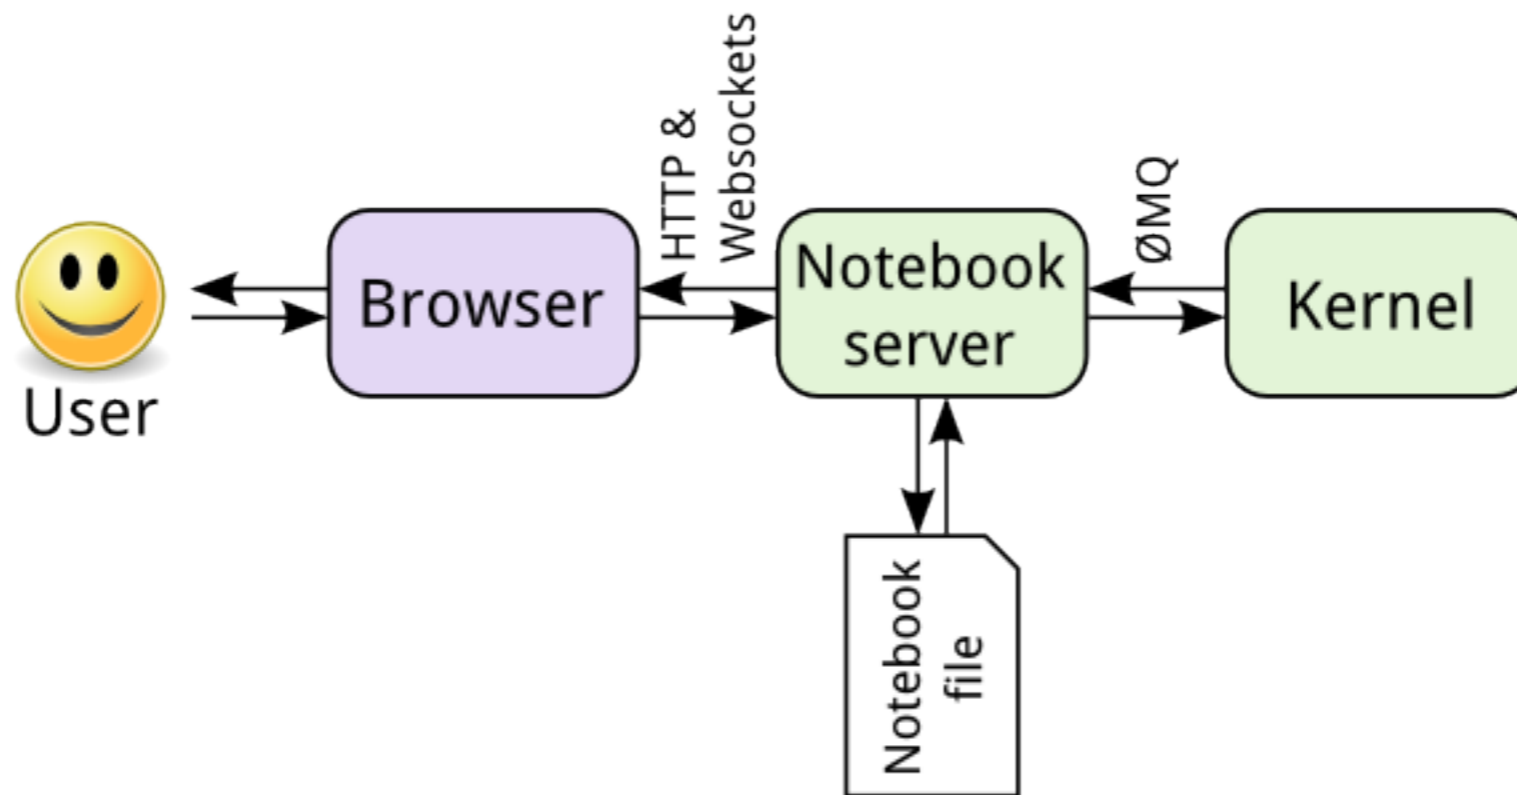 HTTP &
Websockets
ØMQ
User
Browser
Notebook
server
Kernel
Notebook
file